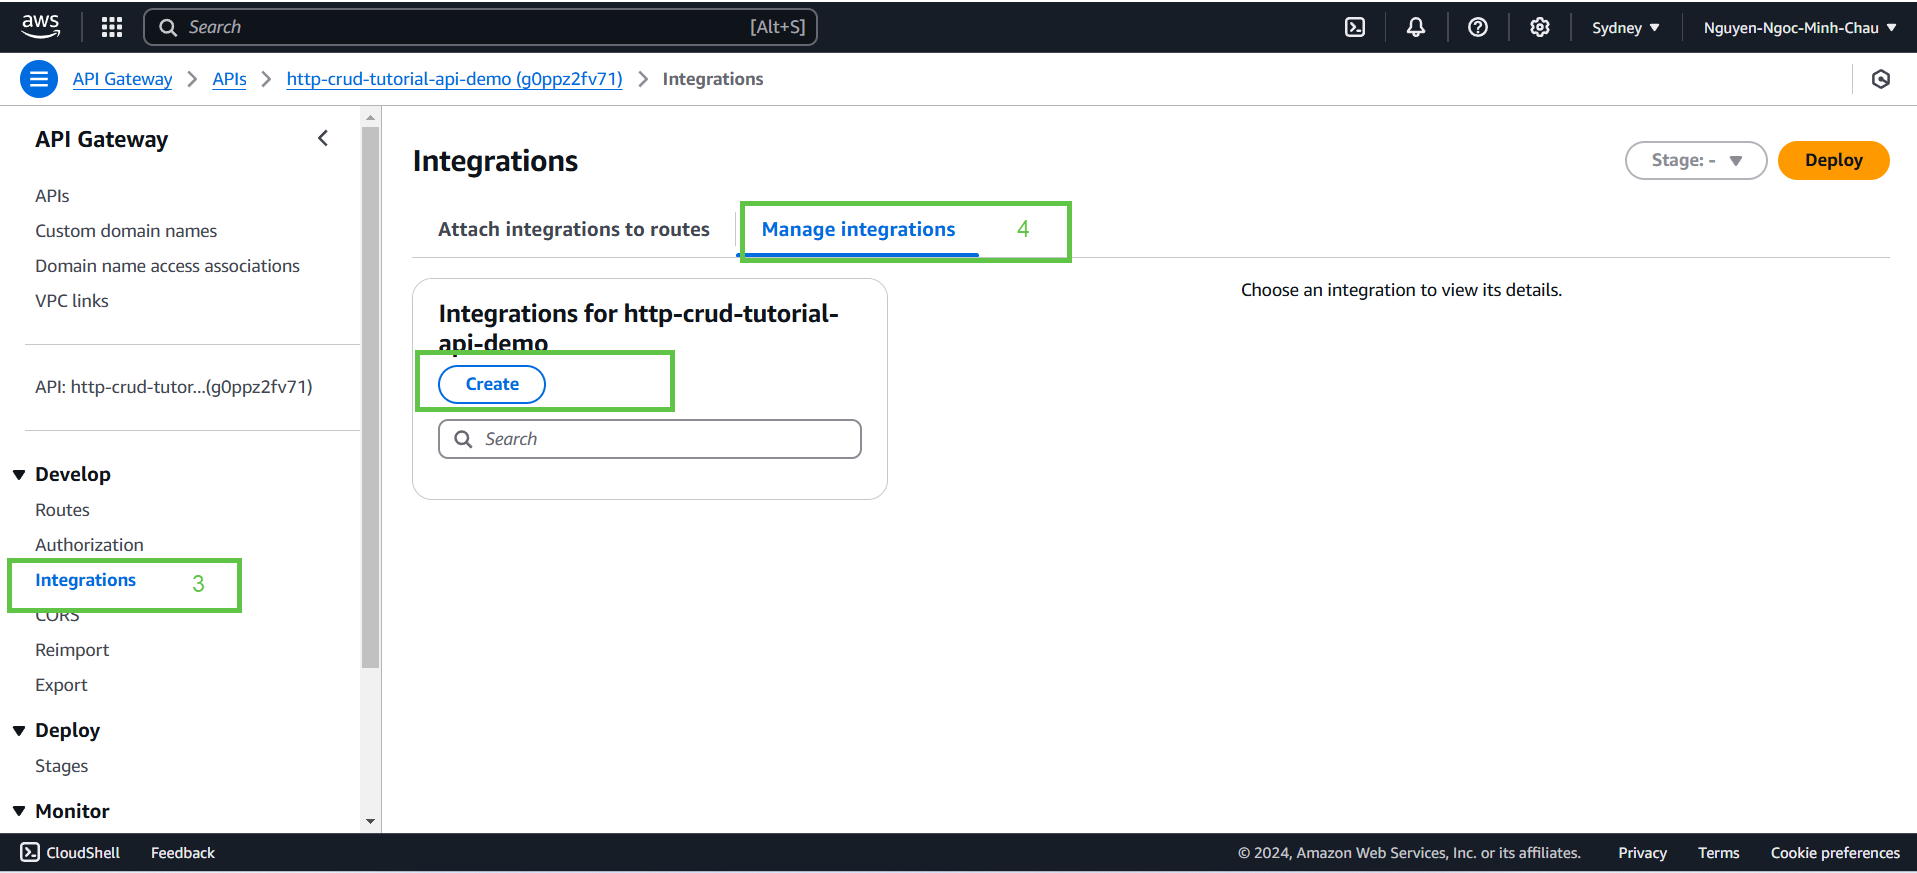 aws
Search [Alt+S] Sydney Nguyen-Ngoc-Minh-Chau
API Gateway APIs http-crud-tutorial-api-demo (g0ppz2fv71) Integrations
API Gateway
APIs
Custom domain names
Domain name access associations
VPC links
API: http-crud-tutor...(g0ppz2fv71)
Develop
Routes
Authorization
Integrations 3
CORS
Reimport
Export
Deploy
Stages
Monitor
Integrations
Stage: - Deploy
Attach integrations to routes Manage integrations 4
Integrations for http-crud-tutorial-
api-demo
Create
Search
Choose an integration to view its details.
CloudShell Feedback © 2024, Amazon Web Services, Inc. or its affiliates. Privacy Terms Cookie preferences